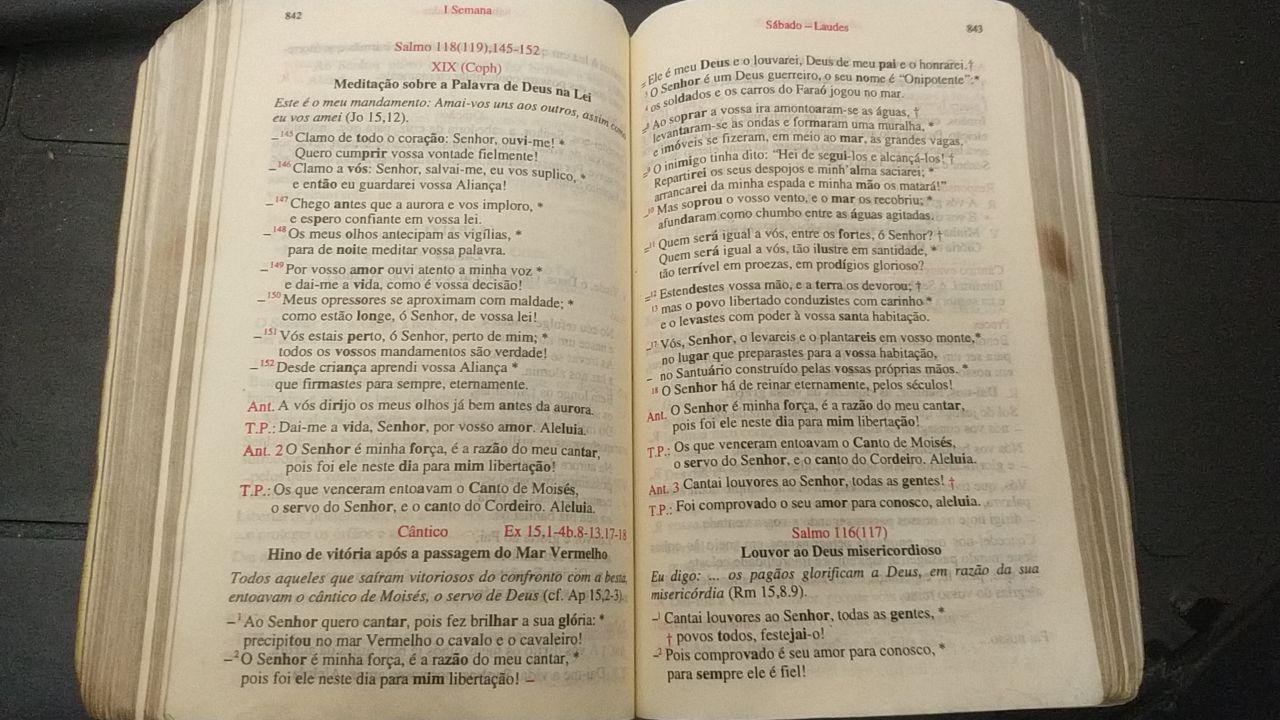 842
I Semana
Salmo 118(119),145-152
XIX (Coph)
Meditação sobre a Palavra de Deus na Lei
Este é o meu mandamento: Amai-vos uns aos outros, assim como
eu vos amei (Jo 15,12).
–145 Clamo de todo o coração: Senhor, ouvi-me! *
Quero cumprir vossa vontade fielmente!
–146 Clamo a vós: Senhor, salvai-me, eu vos suplico, *
e então eu guardarei vossa Aliança!
–147 Chego antes que a aurora e vos imploro, *
e espero confiante em vossa lei.
–148 Os meus olhos antecipam as vigílias, *
para de noite meditar vossa palavra.
–149 Por vosso amor ouvi atento a minha voz *
e dai-me a vida, como é vossa decisão!
–150 Meus opressores se aproximam com maldade; *
como estão longe, ó Senhor, de vossa lei!
–151 Vós estais perto, ó Senhor, perto de mim; *
todos os vossos mandamentos são verdade!
–152 Desde criança aprendi vossa Aliança *
que firmastes para sempre, eternamente.
Ant. A vós dirijo os meus olhos já bem antes da aurora.
T.P.: Dai-me a vida, Senhor, por vosso amor. Aleluia.
Ant. 2 O Senhor é minha força, é a razão do meu cantar,
pois foi ele neste dia para mim libertação!
T.P.: Os que venceram entoavam o Canto de Moisés,
o servo do Senhor, e o canto do Cordeiro. Aleluia.
Cântico Ex 15,1-4b.8-13.17-18
Hino de vitória após a passagem do Mar Vermelho
Todos aqueles que saíram vitoriosos do confronto com a besta,
entoavam o cântico de Moisés, o servo de Deus (cf. Ap 15,2-3).
–1 Ao Senhor quero cantar, pois fez brilhar a sua glória: *
precipitou no mar Vermelho o cavalo e o cavaleiro!
–2 O Senhor é minha força, é a razão do meu cantar, *
pois foi ele neste dia para mim libertação! –
Sábado – Laudes
843
= Ele é meu Deus e o louvarei, Deus de meu pai e o honrarei. †
3 O Senhor é um Deus guerreiro, o seu nome é “Onipotente”: *
4 os soldados e os carros do Faraó jogou no mar.
=8 Ao soprar a vossa ira amontoaram-se as águas, †
levantaram-se as ondas e formaram uma muralha, *
e imóveis se fizeram, em meio ao mar, as grandes vagas.
=9 O inimigo tinha dito: “Hei de segui-los e alcançá-los! †
Repartirei os seus despojos e minh’alma saciarei; *
arrancarei da minha espada e minha mão os matará!”
–10 Mas soprou o vosso vento, e o mar os recobriu; *
afundaram como chumbo entre as águas agitadas.
=11 Quem será igual a vós, entre os fortes, ó Senhor? †
Quem será igual a vós, tão ilustre em santidade, *
tão terrível em proezas, em prodígios glorioso?
=12 Estendestes vossa mão, e a terra os devorou; †
13 mas o povo libertado conduzistes com carinho *
e o levastes com poder à vossa santa habitação.
–17 Vós, Senhor, o levareis e o plantareis em vosso monte, *
no lugar que preparastes para a vossa habitação,
– no Santuário construído pelas vossas próprias mãos. *
18 O Senhor há de reinar eternamente, pelos séculos!
Ant. O Senhor é minha força, é a razão do meu cantar,
pois foi ele neste dia para mim libertação!
T.P.: Os que venceram entoavam o Canto de Moisés,
o servo do Senhor, e o canto do Cordeiro. Aleluia.
Ant. 3 Cantai louvores ao Senhor, todas as gentes! †
T.P.: Foi comprovado o seu amor para conosco, aleluia.
Salmo 116(117)
Louvor ao Deus misericordioso
Eu digo: ... os pagãos glorificam a Deus, em razão da sua
misericórdia (Rm 15,8.9).
–1 Cantai louvores ao Senhor, todas as gentes, *
† povos todos, festejai-o!
–2 Pois comprovado é seu amor para conosco, *
para sempre ele é fiel!